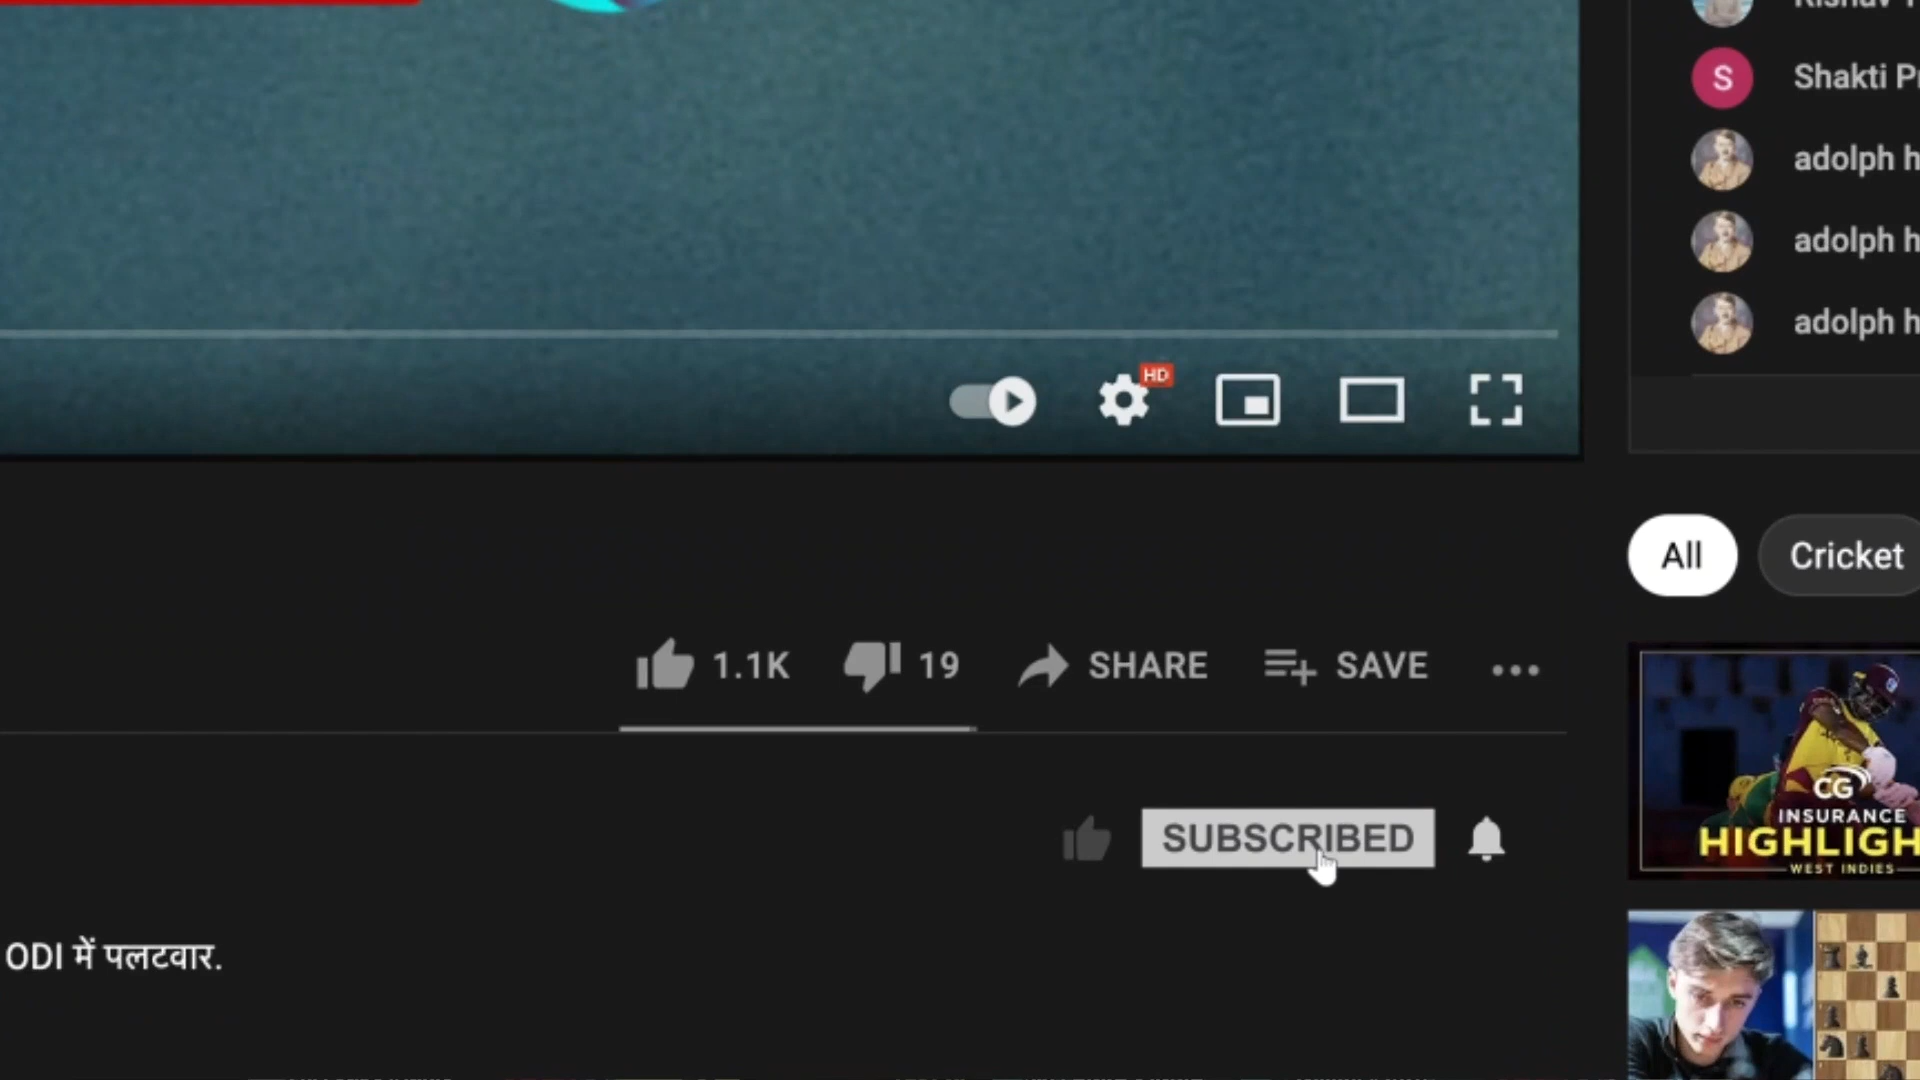 Shakti
S
adolph
adolph
adolph
HD
All
Cricket
1.1K
19
SHARE
SAVE
CG
INSURANCE
WEST INDIES
SUBSCRIBED
ODI में पलटवार.